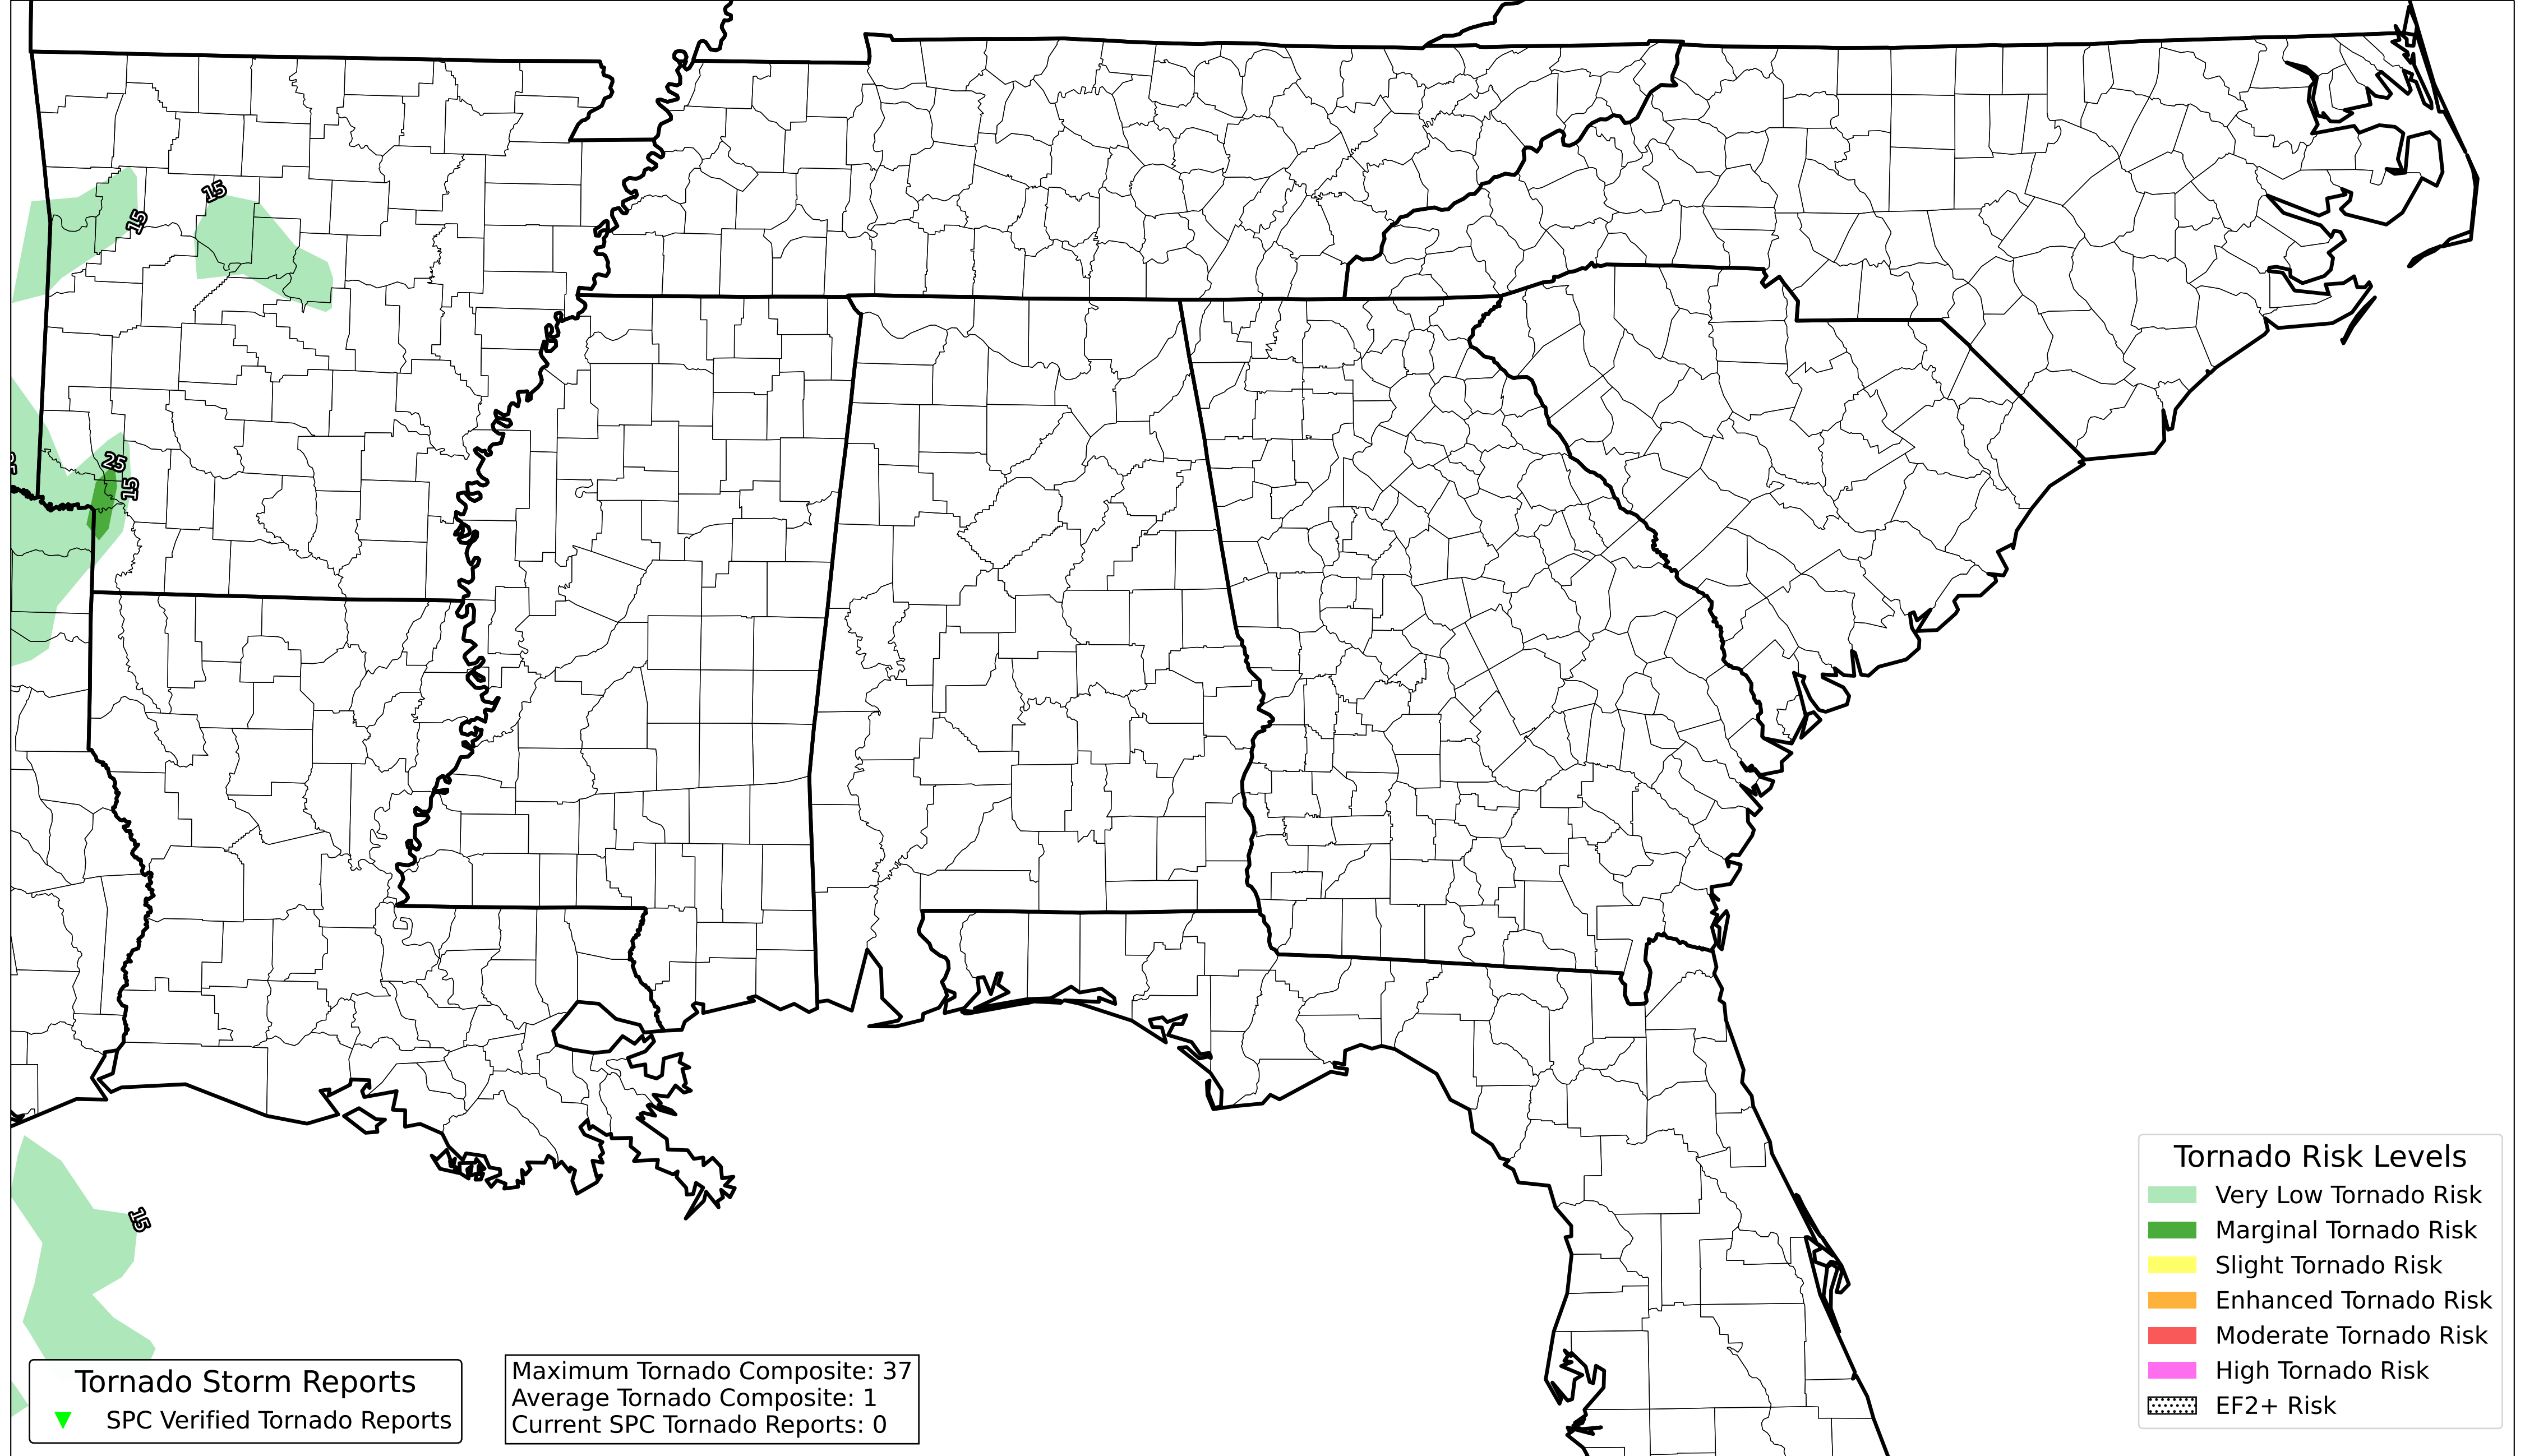 15
15
25
15
15
Tornado Storm Reports
SPC Verified Tornado Reports
Maximum Tornado Composite: 37
Average Tornado Composite: 1
Current SPC Tornado Reports: 0
Tornado Risk Levels
Very Low Tornado Risk
Marginal Tornado Risk
Slight Tornado Risk
Enhanced Tornado Risk
Moderate Tornado Risk
High Tornado Risk
EF2+ Risk